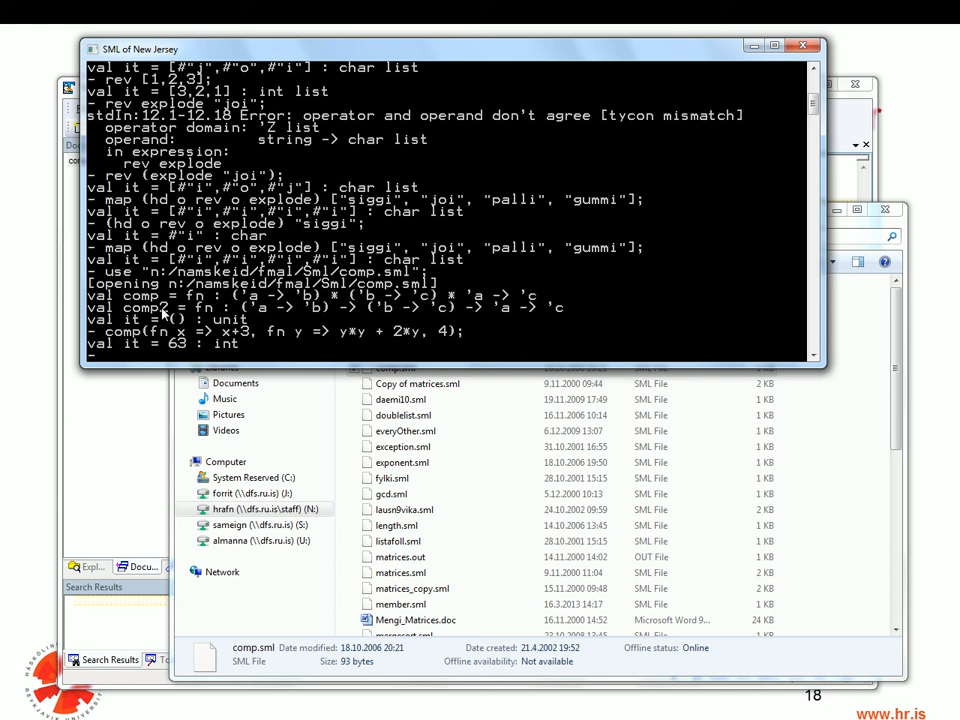 SML of New Jersey
val it = [#"j",#"o",#"i"] : char list
- rev [1,2,3];
val it = [3,2,1] : int list
- rev explode "joi";
stdIn:12.1-12.18 Error: operator and operand don't agree [tycon mismatch]
operator domain: 'Z list
operand: string -> char list
in expression:
rev explode
- rev (explode "joi");
val it = [#"i",#"o",#"j"] : char list
- map (hd o rev o explode) ["siggi", "joi", "palli", "gummi"];
val it = [#"i",#"i",#"i",#"i"] : char list
- (hd o rev o explode) "siggi";
val it = #"i" : char
- map (hd o rev o explode) ["siggi", "joi", "palli", "gummi"];
val it = [#"i",#"i",#"i",#"i"] : char list
- use "n:/namskeid/fmal/Sml/comp.sml";
[opening n:/namskeid/fmal/Sml/comp.sml]
val comp = fn : ('a -> 'b) * ('b -> 'c) * 'a -> 'c
val comp2 = fn : ('a -> 'b) -> ('b -> 'c) -> 'a -> 'c
val it = () : unit
- comp(fn x => x+3, fn y => y*y + 2*y, 4);
val it = 63 : int
-
Documents
Music
Pictures
Videos
Computer
System Reserved (C:)
forrit (\\dfs.ru.is) (J:)
hrafn (\\dfs.ru.is\staff) (N:)
sameign (\\dfs.ru.is) (S:)
almanna (\\dfs.ru.is) (U:)
Network
Copy of matrices.sml 9.11.2000 09:44 SML File 2 KB
daemi10.sml 19.11.2009 17:49 SML File 1 KB
doublelist.sml 16.11.2006 10:14 SML File 1 KB
everyOther.sml 6.12.2009 13:07 SML File 1 KB
exception.sml 31.10.2001 16:55 SML File 1 KB
exponent.sml 18.10.2006 19:50 SML File 1 KB
fylki.sml 28.10.2001 15:15 SML File 1 KB
gcd.sml 5.12.2000 10:13 SML File 1 KB
lausn9vika.sml 24.10.2002 09:59 SML File 2 KB
length.sml 14.10.2006 13:45 SML File 1 KB
listafoll.sml 28.10.2001 15:15 SML File 1 KB
matrices.out 14.11.2000 14:02 OUT File 1 KB
matrices.sml 9.11.2000 11:04 SML File 2 KB
matrices_copy.sml 15.11.2000 09:28 SML File 2 KB
member.sml 16.3.2013 14:17 SML File 1 KB
Mengi_Matrices.doc 16.11.2000 14:52 Microsoft Word 9... 24 KB
comp.sml Date modified: 18.10.2006 20:21 Date created: 21.4.2002 19:52 Offline status: Online
SML File Size: 93 bytes Offline availability: Not available
Expl... Docu...
Search Results
Search Results
18
www.hr.is